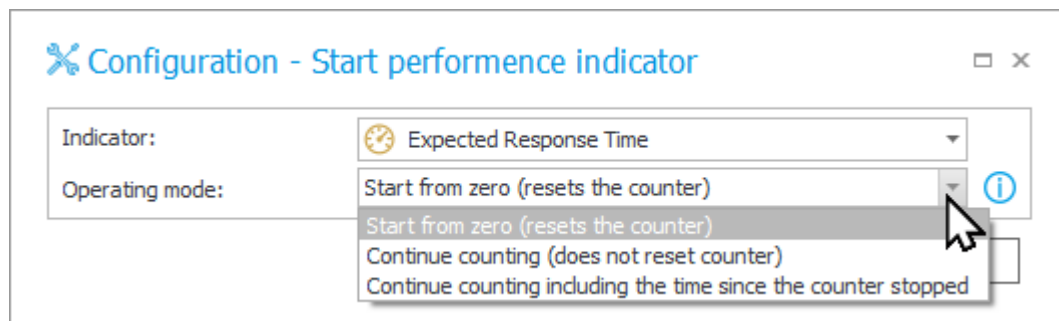 Configuration - Start performence indicator
Indicator: Expected Response Time
Operating mode: Start from zero (resets the counter)
Start from zero (resets the counter)
Continue counting (does not reset counter)
Continue counting including the time since the counter stopped